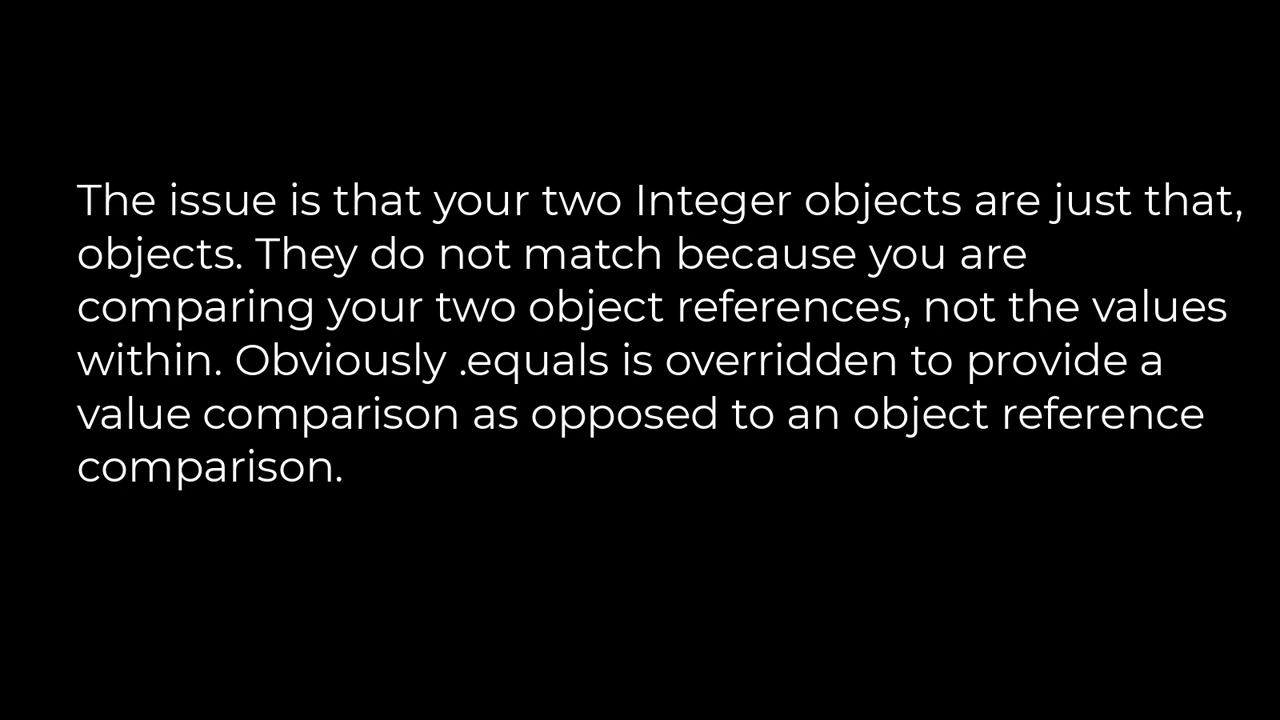 The issue is that your two Integer objects are just that,
objects. They do not match because you are
comparing your two object references, not the values
within. Obviously .equals is overridden to provide a
value comparison as opposed to an object reference
comparison.